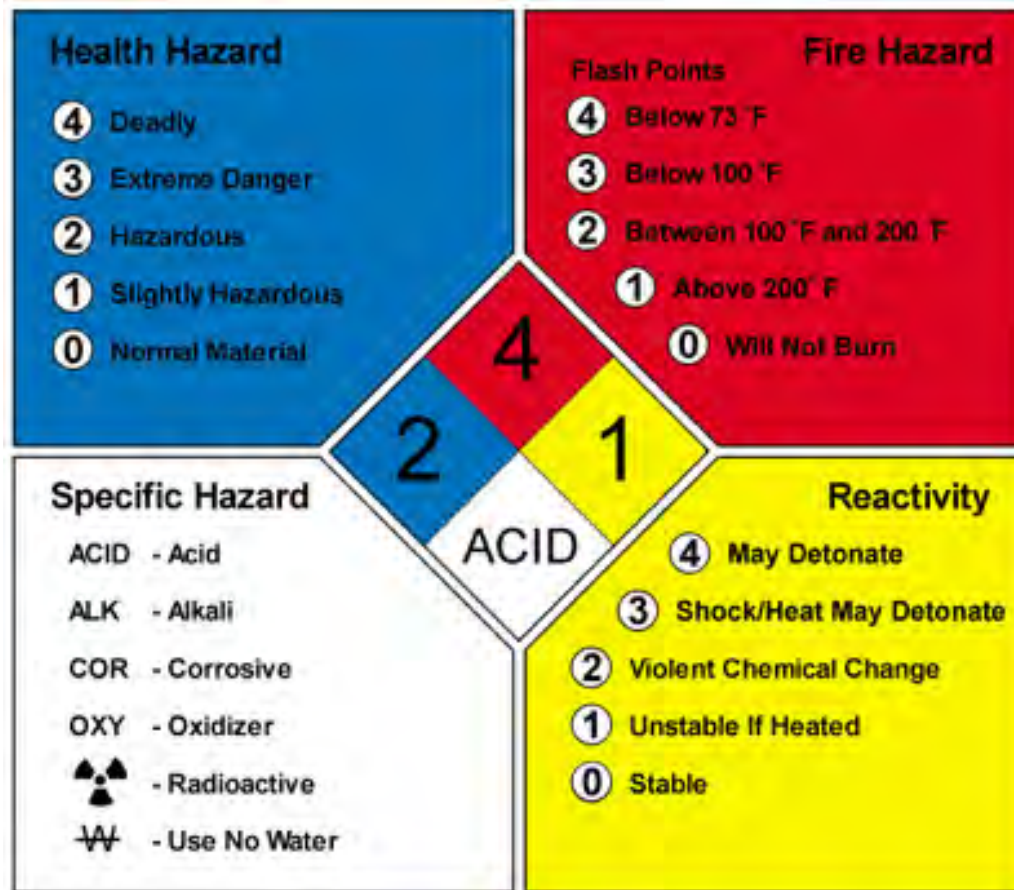 Health Hazard
4 Deadly
3 Extreme Danger
2 Hazardous
1 Slightly Hazardous
0 Normal Material
Fire Hazard
Flash Points
4 Below 73 °F
3 Below 100 °F
2 Between 100 °F and 200 °F
1 Above 200° F
0 Will Not Burn
4
2
1
ACID
Specific Hazard
ACID - Acid
ALK - Alkali
COR - Corrosive
OXY - Oxidizer
- Radioactive
W - Use No Water
Reactivity
4 May Detonate
3 Shock/Heat May Detonate
2 Violent Chemical Change
1 Unstable If Heated
0 Stable